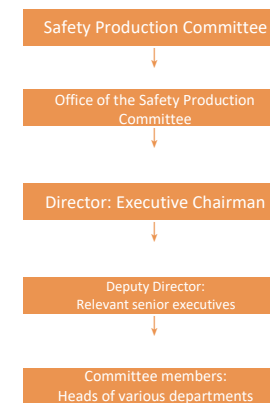 Safety Production Committee
Office of the Safety Production
Committee
Director: Executive Chairman
Deputy Director:
Relevant senior executives
Committee members:
Heads of various departments